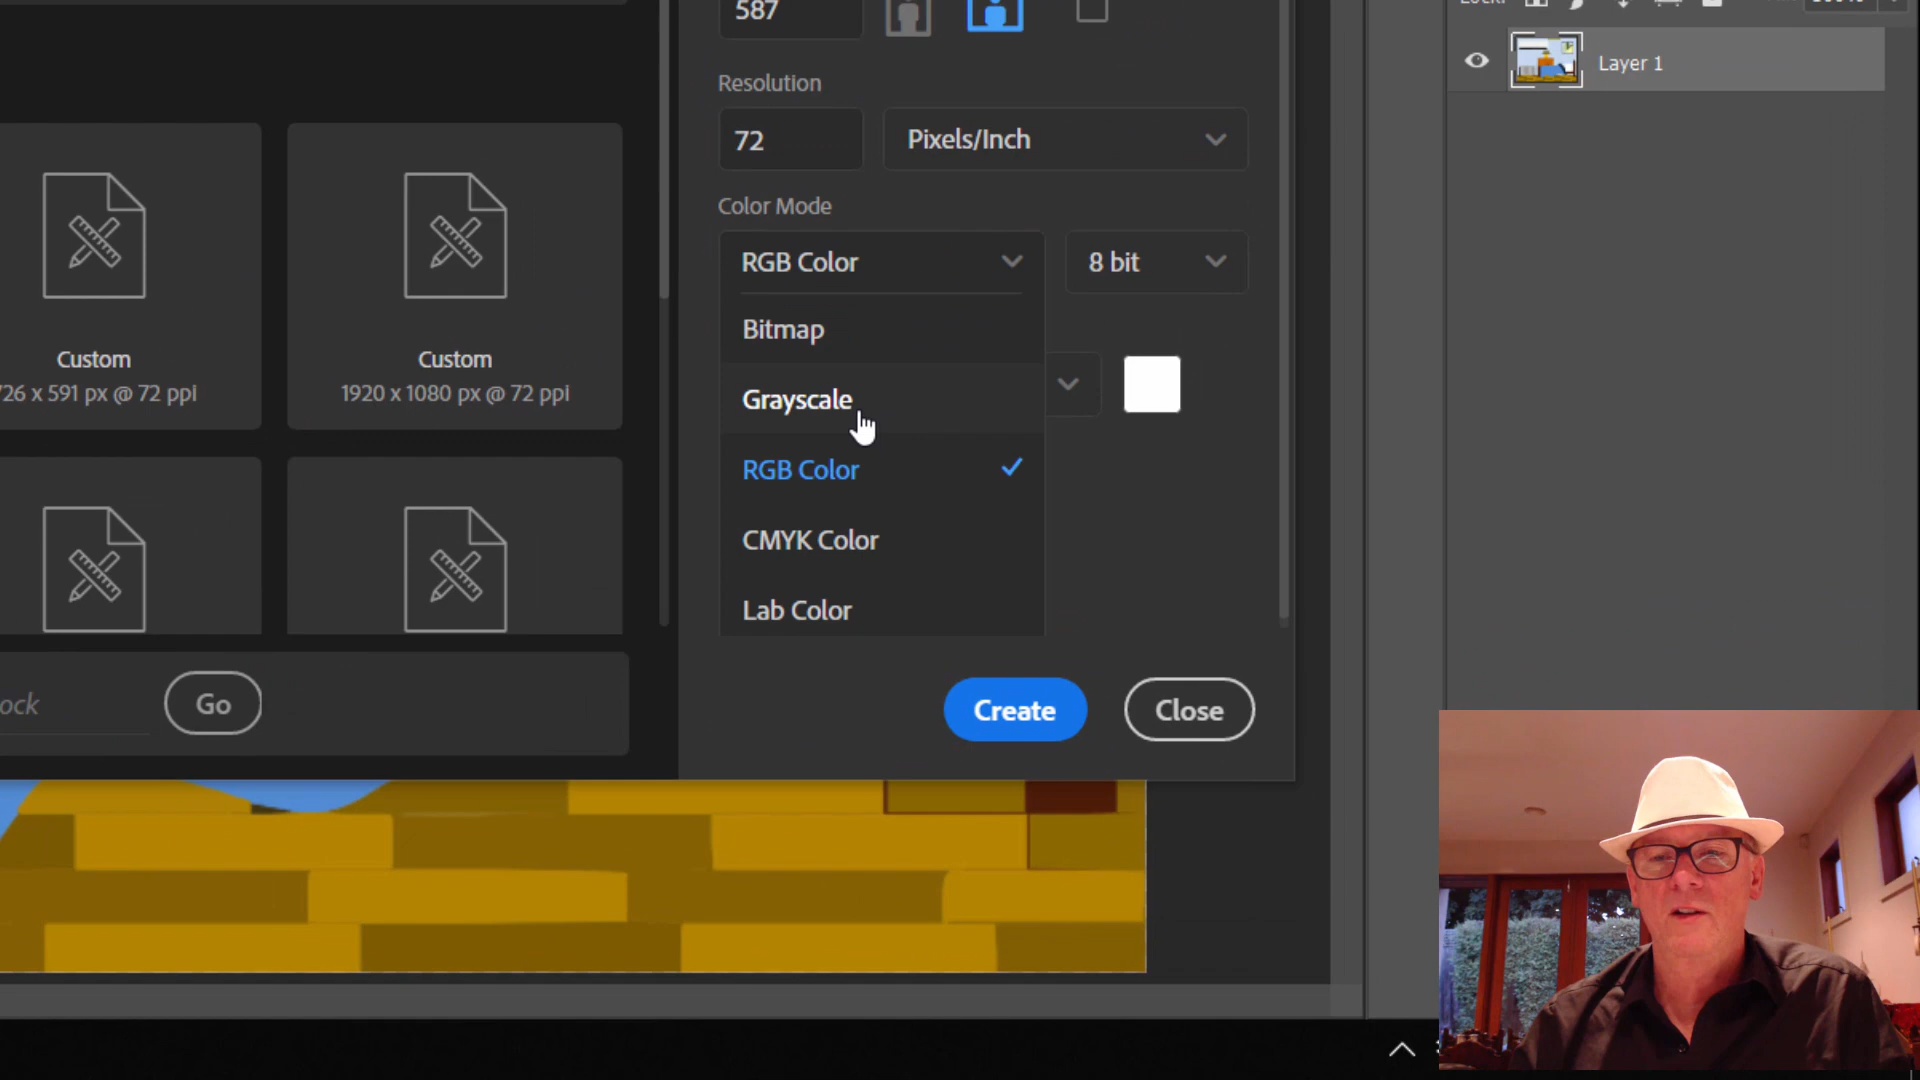 587
Layer 1
Resolution
72
Pixels/Inch
Color Mode
RGB Color
8 bit
Bitmap
Grayscale
RGB Color
CMYK Color
Lab Color
Custom
726 x 591 px @ 72 ppi
Custom
1920 x 1080 px @ 72 ppi
ock
Go
Create
Close